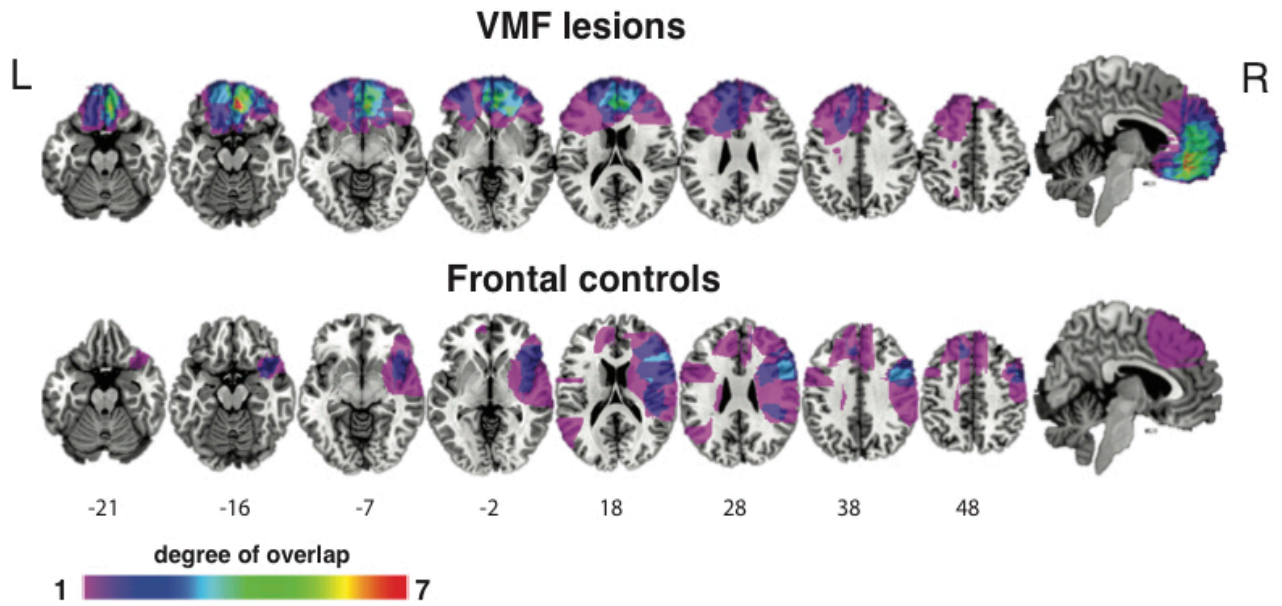 VMF lesions
L
R
Frontal controls
-21 -16 -7 -2 18 28 38 48
degree of overlap
1 7